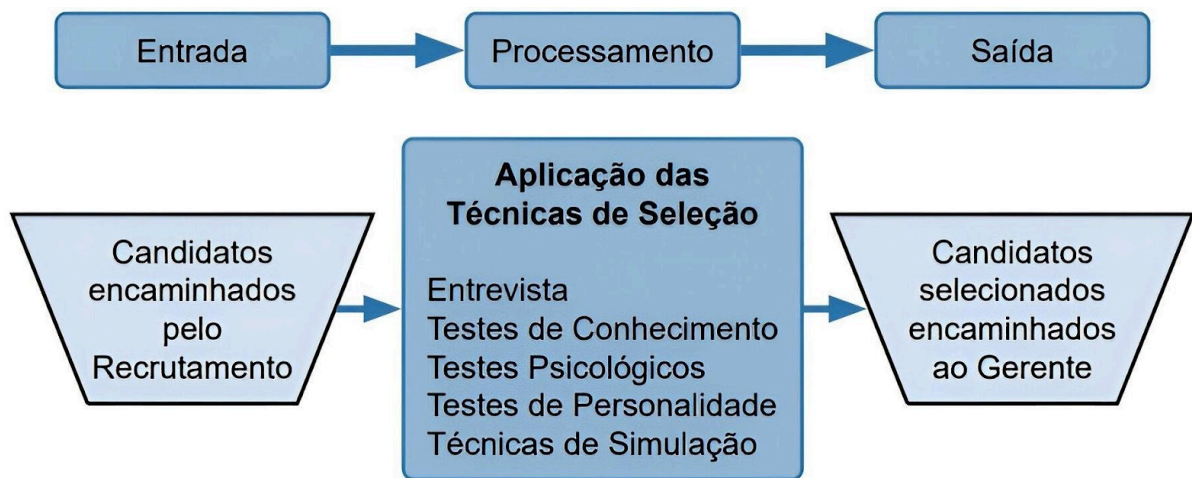 Entrada
Processamento
Saída
Candidatos
encaminhados
pelo
Recrutamento
Aplicação das
Técnicas de Seleção
Entrevista
Testes de Conhecimento
Testes Psicológicos
Testes de Personalidade
Técnicas de Simulação
Candidatos
selecionados
encaminhados
ao Gerente